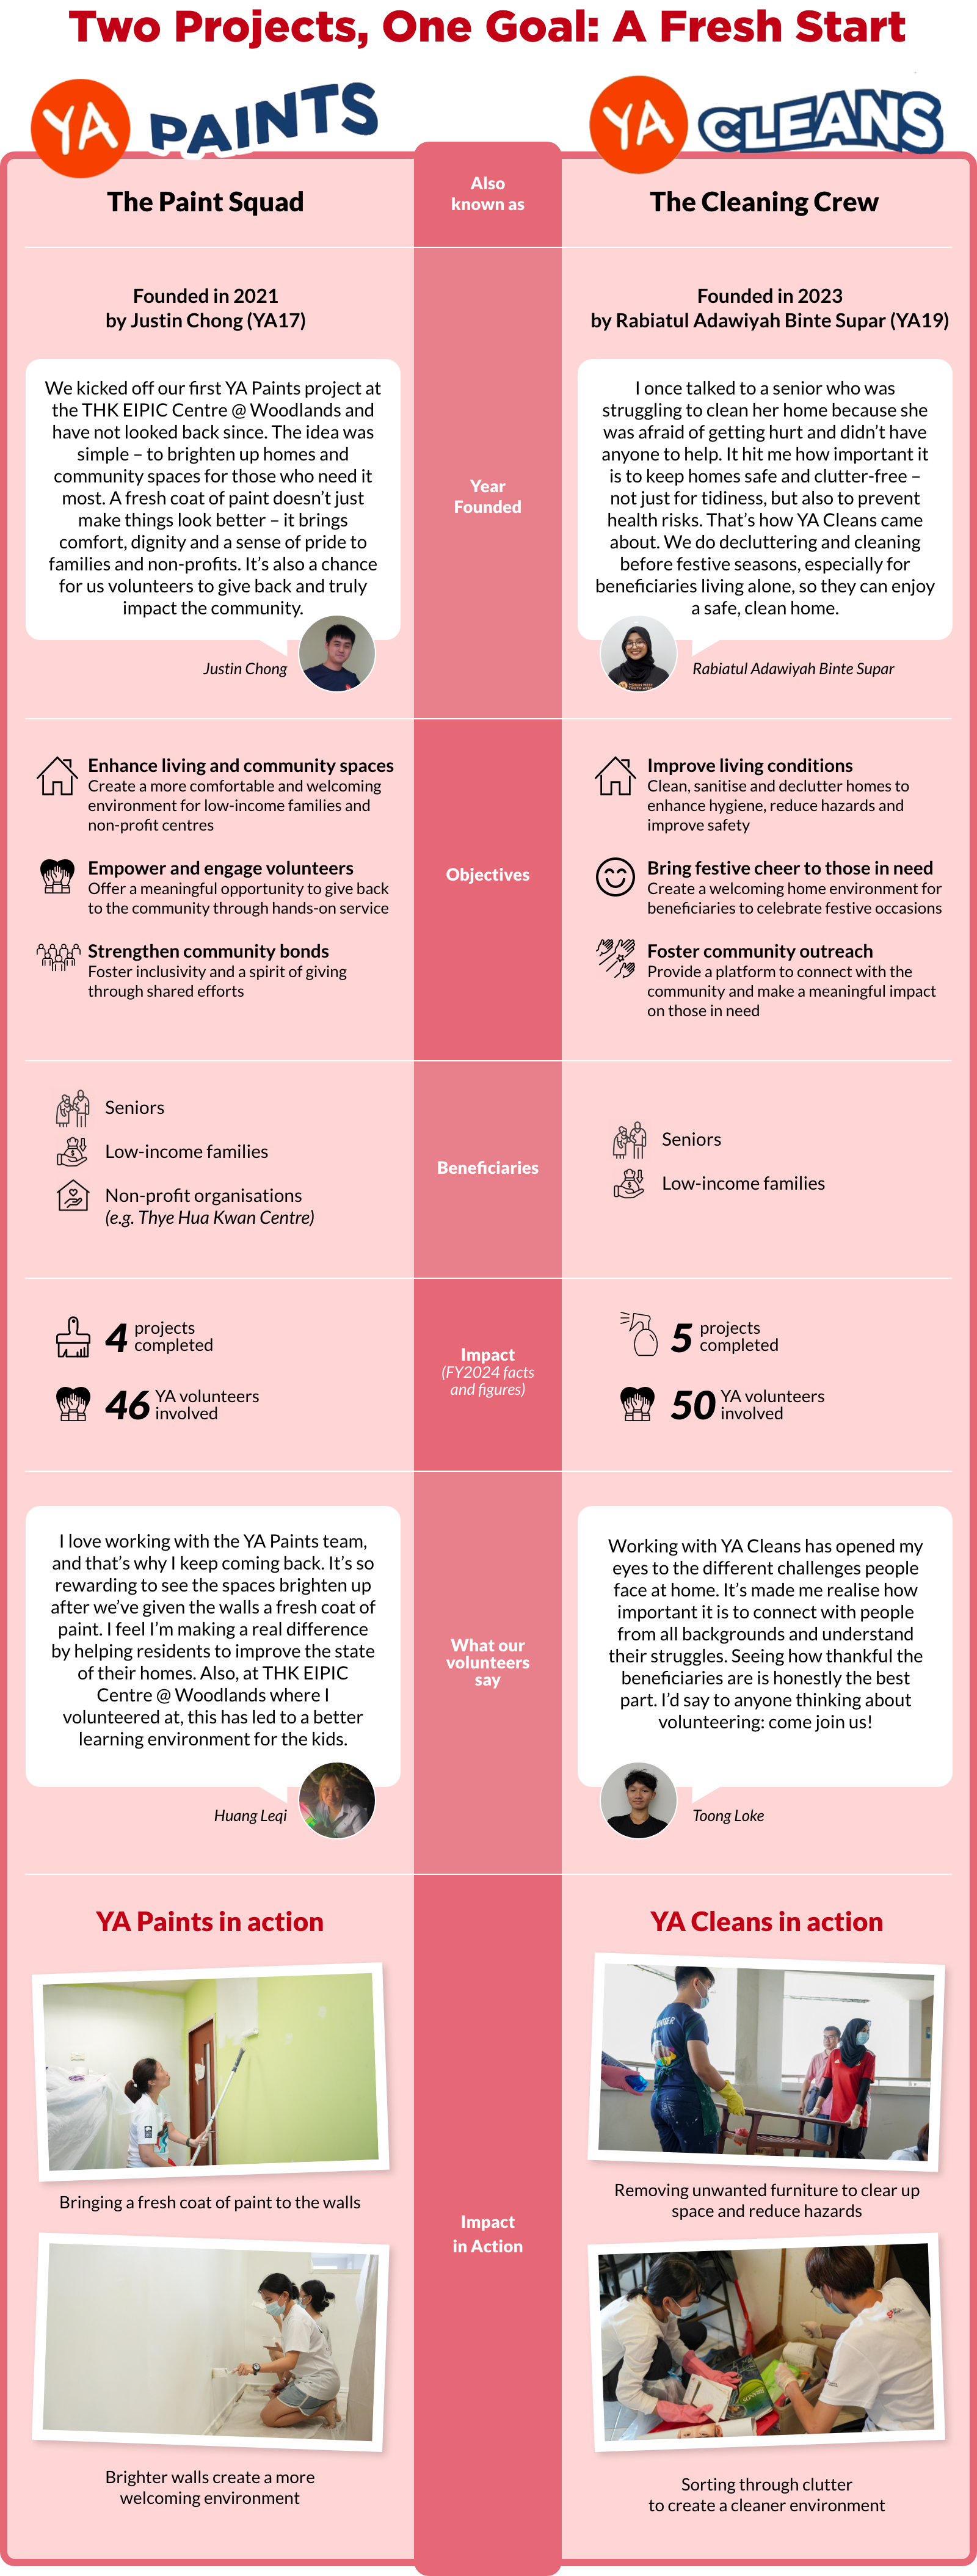 Two Projects, One Goal: A Fresh Start
YA PAINTS
YA CLEANS
The Paint Squad
Also
known as
The Cleaning Crew
Founded in 2021
by Justin Chong (YA17)
We kicked off our first YA Paints project at
the THK EIPIC Centre @ Woodlands and
have not looked back since. The idea was
simple – to brighten up homes and
community spaces for those who need it
most. A fresh coat of paint doesn't just
make things look better – it brings
comfort, dignity and a sense of pride to
families and non-profits. It's also a chance
for us volunteers to give back and truly
impact the community.
Justin Chong
Year
Founded
Founded in 2023
by Rabiatul Adawiyah Binte Supar (YA19)
I once talked to a senior who was
struggling to clean her home because she
was afraid of getting hurt and didn't have
anyone to help. It hit me how important it
is to keep homes safe and clutter-free –
not just for tidiness, but also to prevent
health risks. That's how YA Cleans came
about. We do decluttering and cleaning
before festive seasons, especially for
beneficiaries living alone, so they can enjoy
a safe, clean home.
Rabiatul Adawiyah Binte Supar
Enhance living and community spaces
Create a more comfortable and welcoming
environment for low-income families and
non-profit centres
Empower and engage volunteers
Offer a meaningful opportunity to give back
to the community through hands-on service
Strengthen community bonds
Foster inclusivity and a spirit of giving
through shared efforts
Objectives
Improve living conditions
Clean, sanitise and declutter homes to
enhance hygiene, reduce hazards and
improve safety
Bring festive cheer to those in need
Create a welcoming home environment for
beneficiaries to celebrate festive occasions
Foster community outreach
Provide a platform to connect with the
community and make a meaningful impact
on those in need
Seniors
Low-income families
Non-profit organisations
(e.g. Thye Hua Kwan Centre)
Beneficiaries
Seniors
Low-income families
4 projects
completed
46 YA volunteers
involved
Impact
(FY2024 facts
and figures)
5 projects
completed
50 YA volunteers
involved
I love working with the YA Paints team,
and that's why I keep coming back. It's so
rewarding to see the spaces brighten up
after we've given the walls a fresh coat of
paint. I feel I'm making a real difference
by helping residents to improve the state
of their homes. Also, at THK EIPIC
Centre @ Woodlands where I
volunteered at, this has led to a better
learning environment for the kids.
Huang Leqi
What our
volunteers
say
Working with YA Cleans has opened my
eyes to the different challenges people
face at home. It's made me realise how
important it is to connect with people
from all backgrounds and understand
their struggles. Seeing how thankful the
beneficiaries are is honestly the best
part. I'd say to anyone thinking about
volunteering: come join us!
Toong Loke
YA Paints in action
Bringing a fresh coat of paint to the walls
Brighter walls create a more
welcoming environment
Impact
in Action
YA Cleans in action
Removing unwanted furniture to clear up
space and reduce hazards
Sorting through clutter
to create a cleaner environment